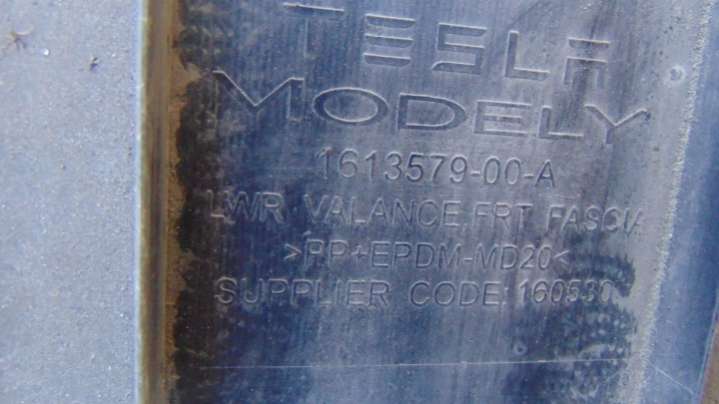 TESLA
MODEL Y
1613579-00-A
LWR VALANCE, FRT FASCIA
>PP+EPDM-MD20<
SUPPLIER CODE: 160530